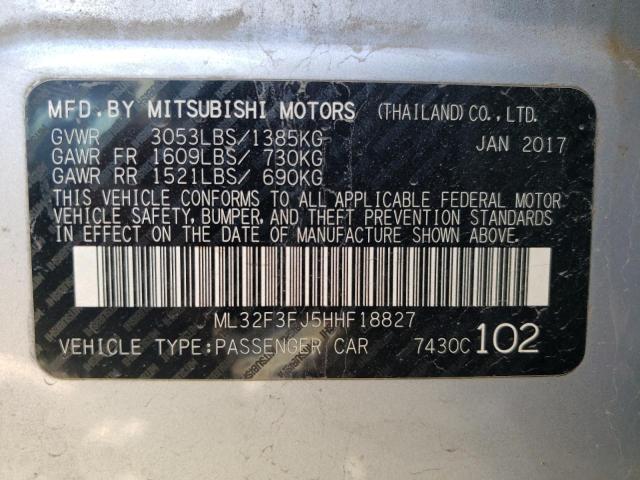 MFD.BY MITSUBISHI MOTORS (THAILAND) CO., LTD.
GVWR 3053LBS/1385KG JAN 2017
GAWR FR 1609LBS/ 730KG
GAWR RR 1521LBS/ 690KG
THIS VEHICLE CONFORMS TO ALL APPLICABLE FEDERAL MOTOR
VEHICLE SAFETY, BUMPER, AND THEFT PREVENTION STANDARDS
IN EFFECT ON THE DATE OF MANUFACTURE SHOWN ABOVE.
ML32F3FJ5HHF18827
VEHICLE TYPE:PASSENGER CAR 7430C 102